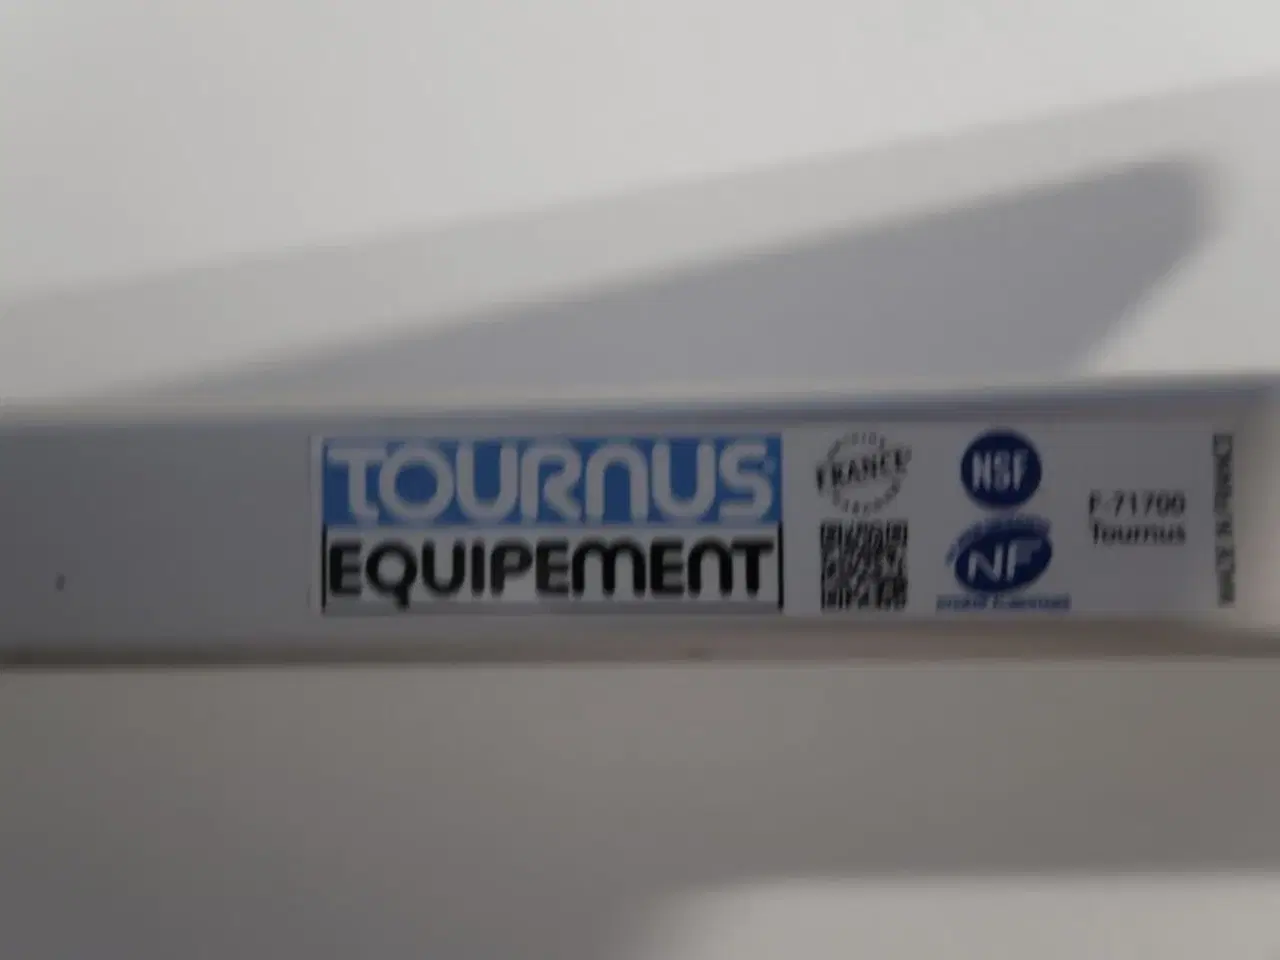 TOURNUS
EQUIPEMENT
FRANCE
NSF
NF
F-71700
Tournus